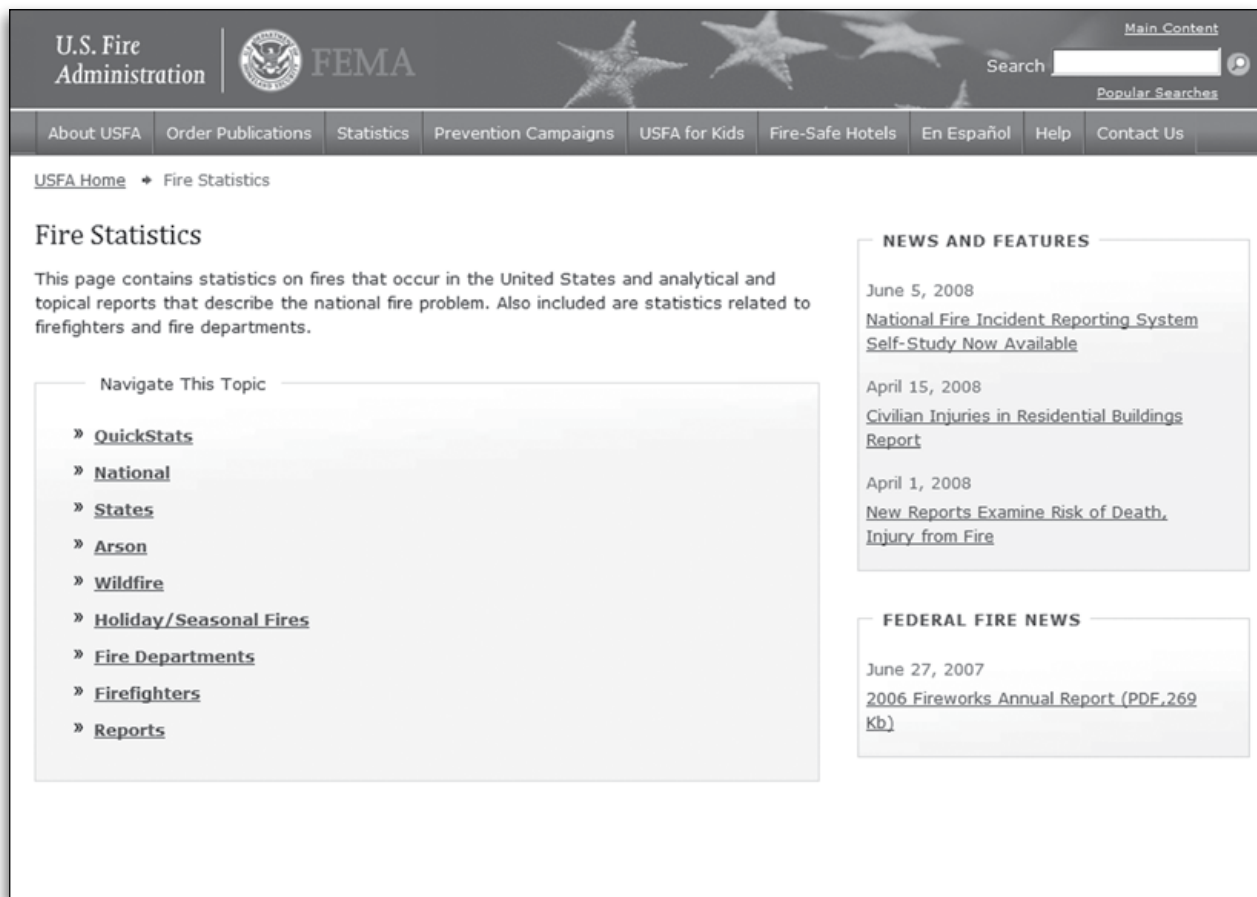 U.S. Fire
Administration
FEMA
Main Content
Search
Popular Searches
About USFA Order Publications Statistics Prevention Campaigns USFA for Kids Fire-Safe Hotels En Español Help Contact Us
USFA Home Fire Statistics
Fire Statistics
This page contains statistics on fires that occur in the United States and analytical and
topical reports that describe the national fire problem. Also included are statistics related to
firefighters and fire departments.
Navigate This Topic
» QuickStats
» National
» States
» Arson
» Wildfire
» Holiday/Seasonal Fires
» Fire Departments
» Firefighters
» Reports
NEWS AND FEATURES
June 5, 2008
National Fire Incident Reporting System
Self-Study Now Available
April 15, 2008
Civilian Injuries in Residential Buildings
Report
April 1, 2008
New Reports Examine Risk of Death,
Injury from Fire
FEDERAL FIRE NEWS
June 27, 2007
2006 Fireworks Annual Report (PDF,269
Kb)